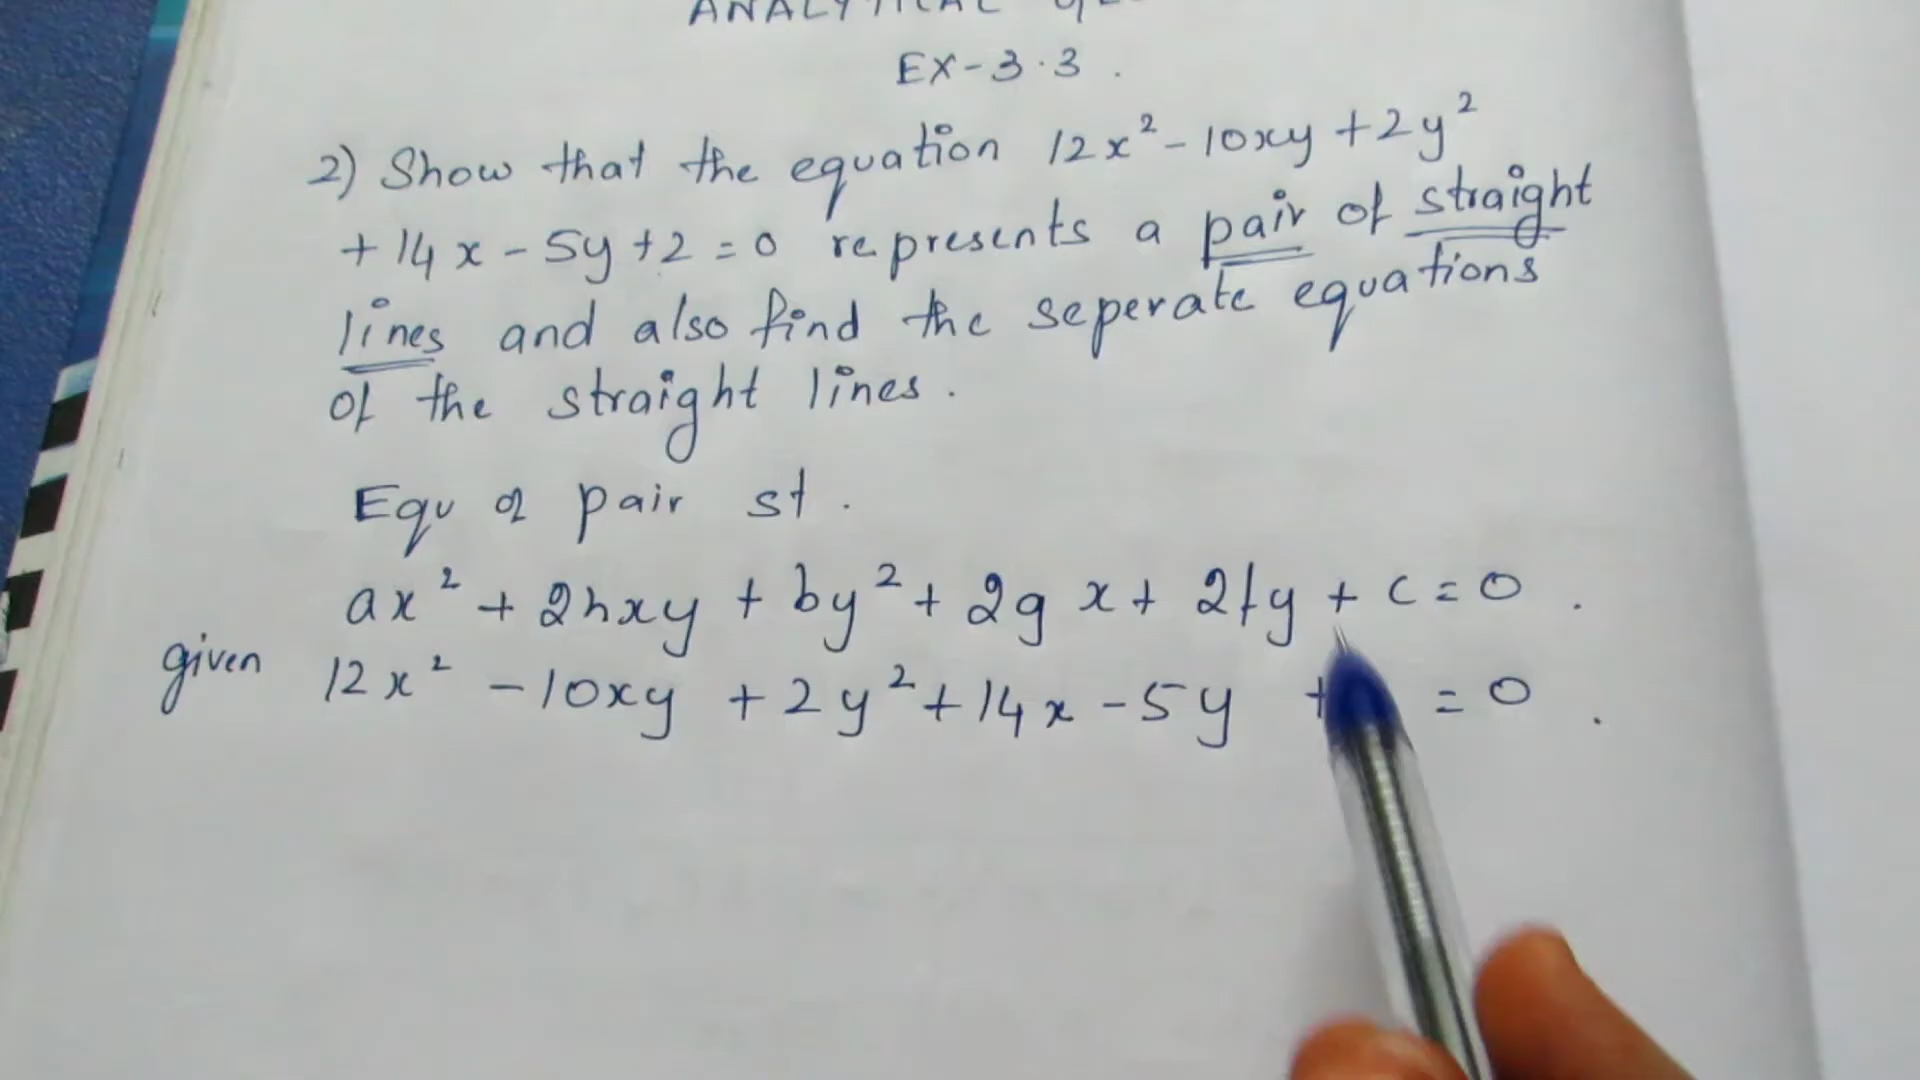 ANALYTICAL
EX-3.3.
2) Show that the equation 12x² - 10xy + 2y²
+ 14x - 5y + 2 = 0 represents a pair of straight
lines and also find the seperate equations
of the straight lines.
Equ of pair st.
ax² + 2hxy + by² + 2gx + 2fy + c = 0.
given 12x² - 10xy + 2y² + 14x - 5y + = 0.